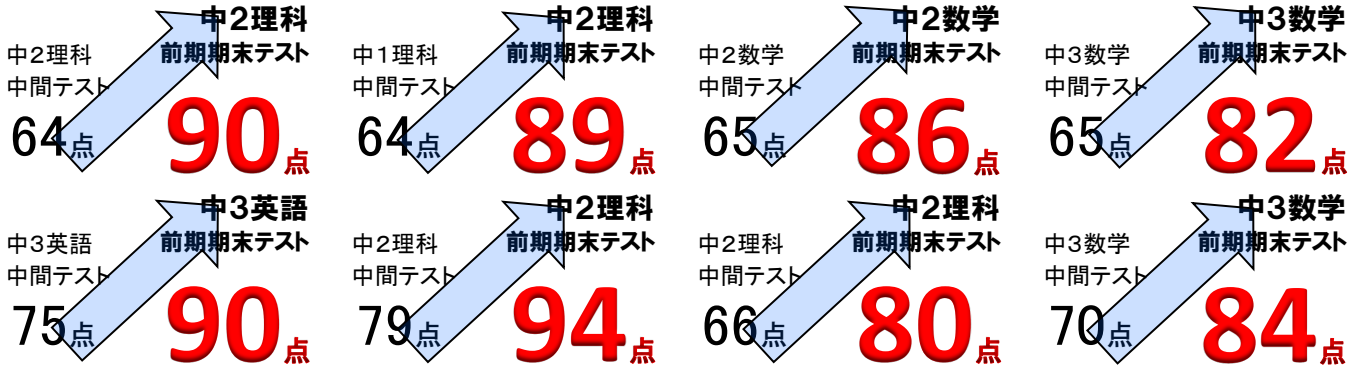 中2理科
前期期末テスト
中2理科
中間テスト
64点
90点
中2理科
前期期末テスト
中1理科
中間テスト
64点
89点
中2数学
前期期末テスト
中2数学
中間テスト
65点
86点
中3数学
前期期末テスト
中3数学
中間テスト
65点
82点
中3英語
前期期末テスト
中3英語
中間テスト
75点
90点
中2理科
前期期末テスト
中2理科
中間テスト
79点
94点
中2理科
前期期末テスト
中2理科
中間テスト
66点
80点
中3数学
前期期末テスト
中3数学
中間テスト
70点
84点